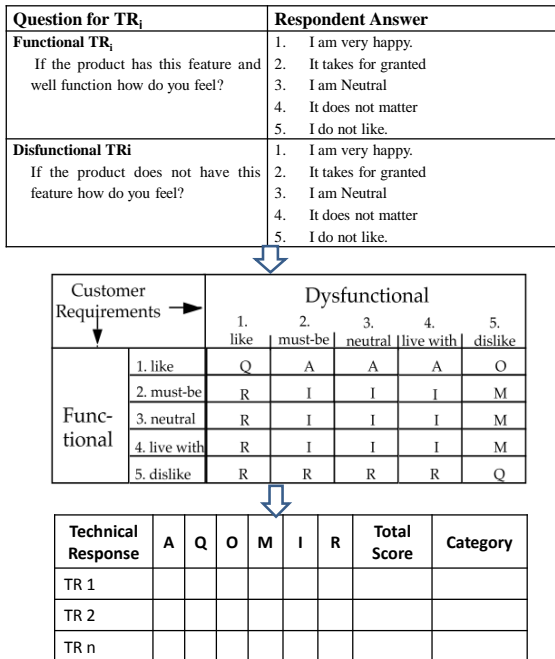 Question for TRi Respondent Answer
Functional TRi
If the product has this feature and
well function how do you feel?
1. I am very happy.
2. It takes for granted
3. I am Neutral
4. It does not matter
5. I do not like.
Disfunctional TRi
If the product does not have this
feature how do you feel?
1. I am very happy.
2. It takes for granted
3. I am Neutral
4. It does not matter
5. I do not like.
Customer
Requirements
Dysfunctional
1. 2. 3. 4. 5.
like must-be neutral live with dislike
Func-
tional
1. like Q A A A O
2. must-be R I I I M
3. neutral R I I I M
4. live with R I I I M
5. dislike R R R R Q
Technical
Response
A Q O M I R
Total
Score
Category
TR 1
TR 2
TR n